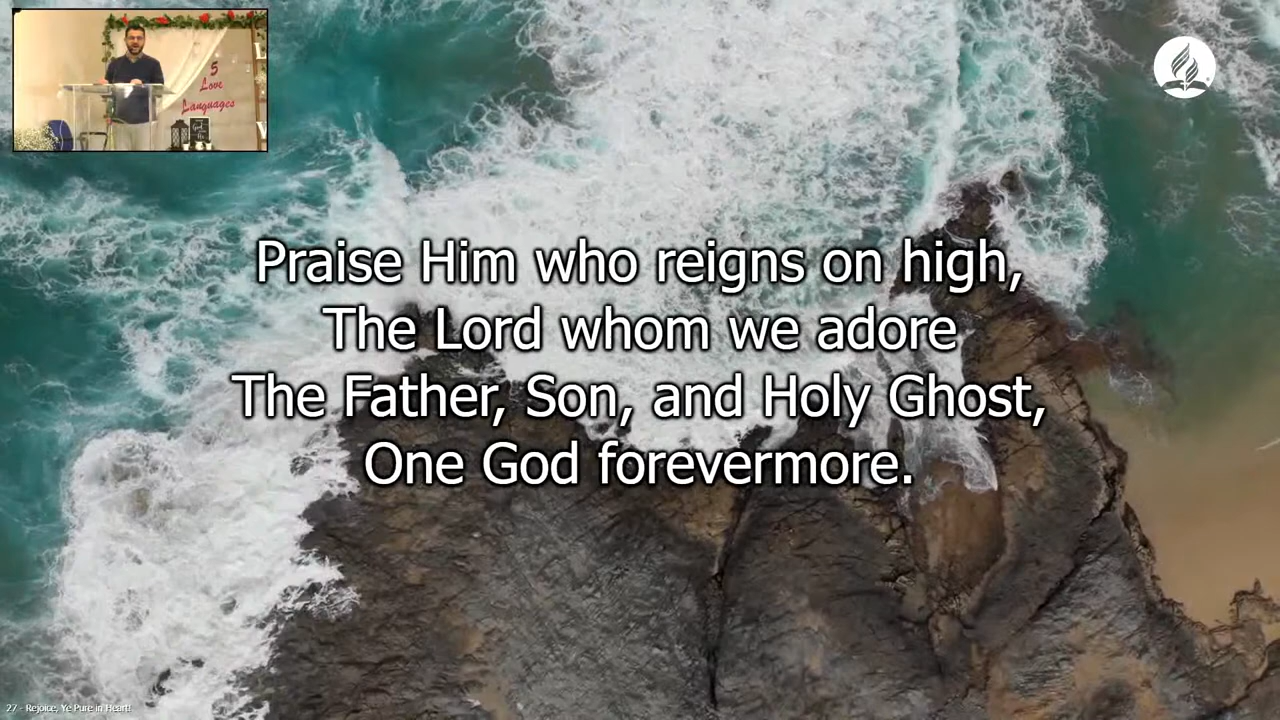 5
Love
Languages
Praise Him who reigns on high,
The Lord whom we adore
The Father, Son, and Holy Ghost,
One God forevermore.
27 - Rejoice, Ye Pure in Heart!